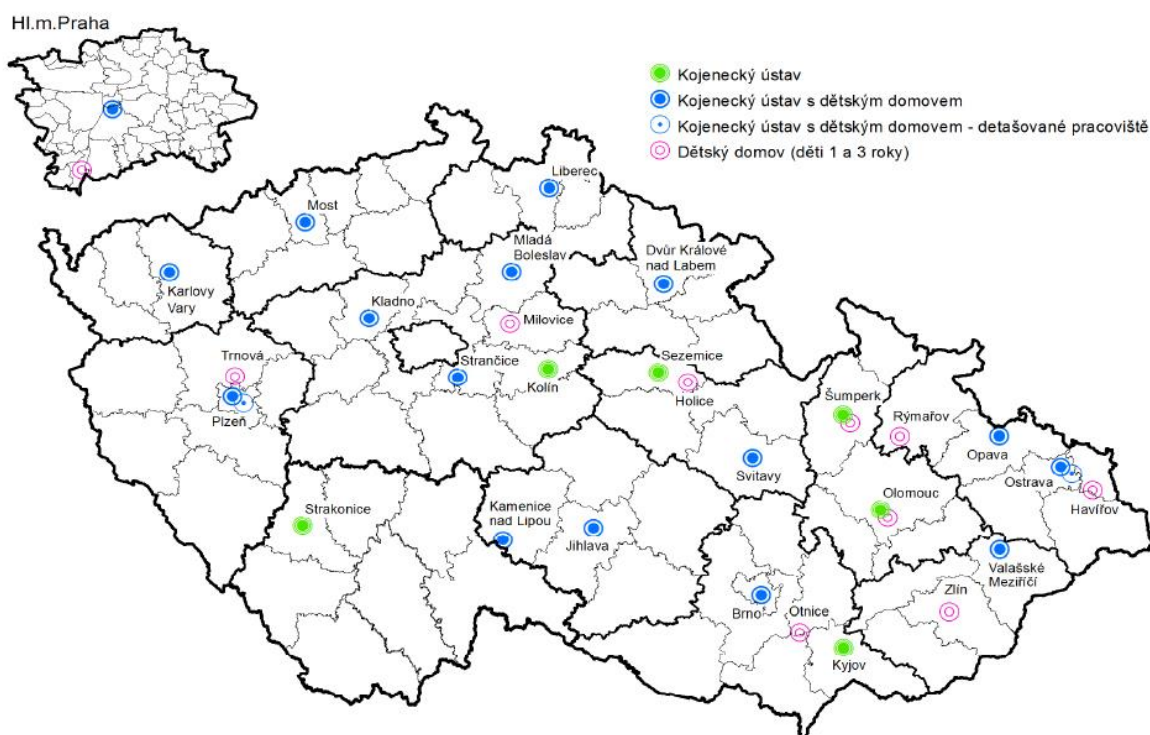 Hl.m.Praha
Kojenecký ústav
Kojenecký ústav s dětským domovem
Kojenecký ústav s dětským domovem - detašované pracoviště
Dětský domov (děti 1 a 3 roky)
Liberec
Most
Mladá
Boleslav
Dvůr Králové
nad Labem
Karlovy
Vary
Kladno
Milovice
Trnová
Strančice
Kolín
Sezemice
Holice
Šumperk
Rýmařov
Plzeň
Opava
Svitavy
Ostrava
Olomouc
Havířov
Strakonice
Kamenice
nad Lipou
Jihlava
Valašské
Meziříčí
Zlín
Brno
Otnice
Kyjov